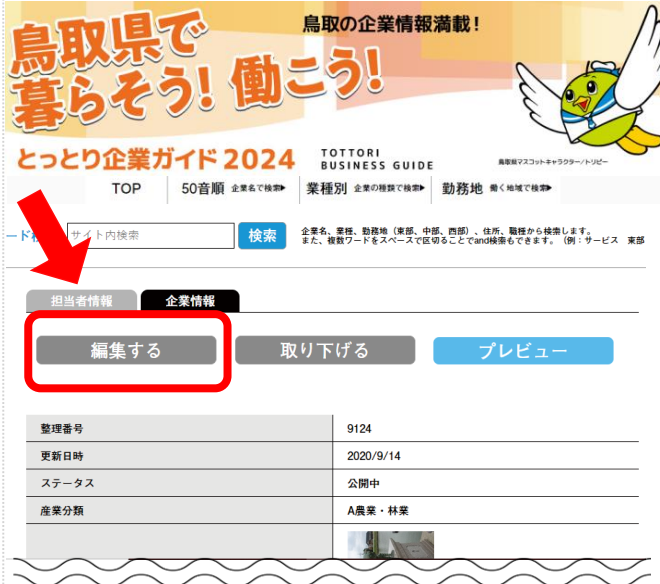 鳥取の企業情報満載!
鳥取県で
暮らそう!働こう!
とっとり企業ガイド2024
TOTTORI
BUSINESS GUIDE
鳥取県マスコットキャラクター/トリピー
TOP 50音順 企業名で検索▶ 業種別 企業の種類で検索▶ 勤務地 働く地域で検索▶
ード検 サイト内検索 検索
企業名、業種、勤務地(東部、中部、西部)、住所、職種から検索します。
また、複数ワードをスペースで区切ることでand検索もできます。(例:サービス 東部
担当者情報 企業情報
編集する 取り下げる プレビュー
整理番号 9124
更新日時 2020/9/14
ステータス 公開中
産業分類 A農業・林業